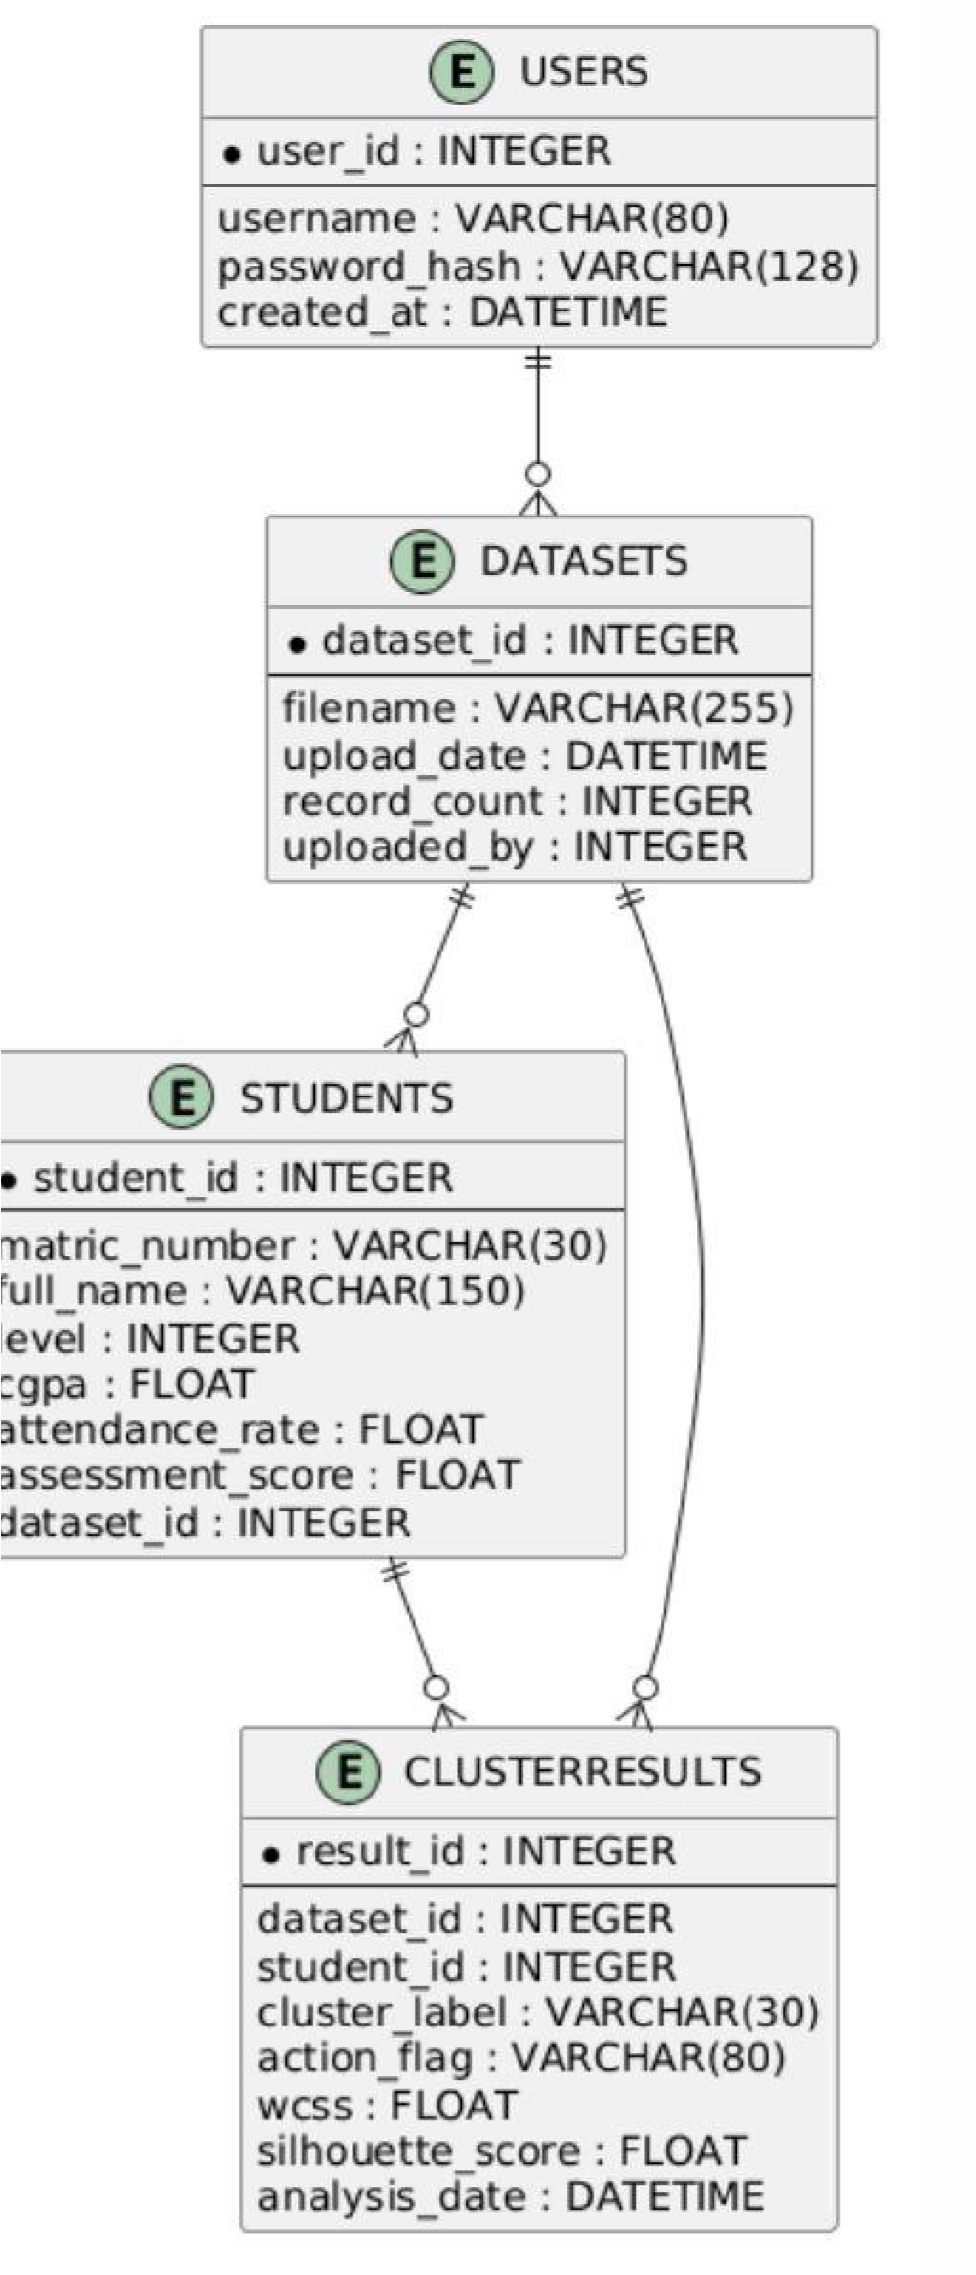 E USERS
• user_id : INTEGER
username : VARCHAR(80)
password_hash : VARCHAR(128)
created_at : DATETIME
E DATASETS
• dataset_id : INTEGER
filename : VARCHAR(255)
upload_date : DATETIME
record_count : INTEGER
uploaded_by : INTEGER
E STUDENTS
• student_id : INTEGER
matric_number : VARCHAR(30)
full_name : VARCHAR(150)
level : INTEGER
cgpa : FLOAT
attendance_rate : FLOAT
assessment_score : FLOAT
dataset_id : INTEGER
E CLUSTERRESULTS
• result_id : INTEGER
dataset_id : INTEGER
student_id : INTEGER
cluster_label : VARCHAR(30)
action_flag : VARCHAR(80)
wcss : FLOAT
silhouette_score : FLOAT
analysis_date : DATETIME